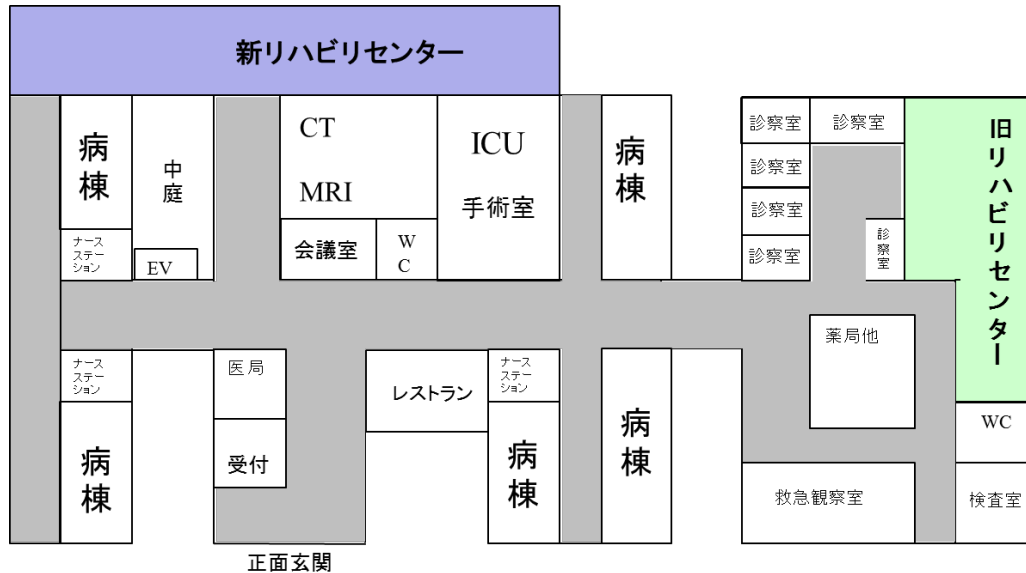 新リハビリセンター
病棟
中庭
CT
MRI
ICU
手術室
病棟
診察室
診察室
旧リハビリセンター
診察室
診察室
診察室
診察室
ナース
ステー
ション
EV
会議室
WC
薬局他
ナース
ステー
ション
医局
レストラン
ナース
ステー
ション
病棟
受付
病棟
病棟
WC
救急観察室
検査室
正面玄関